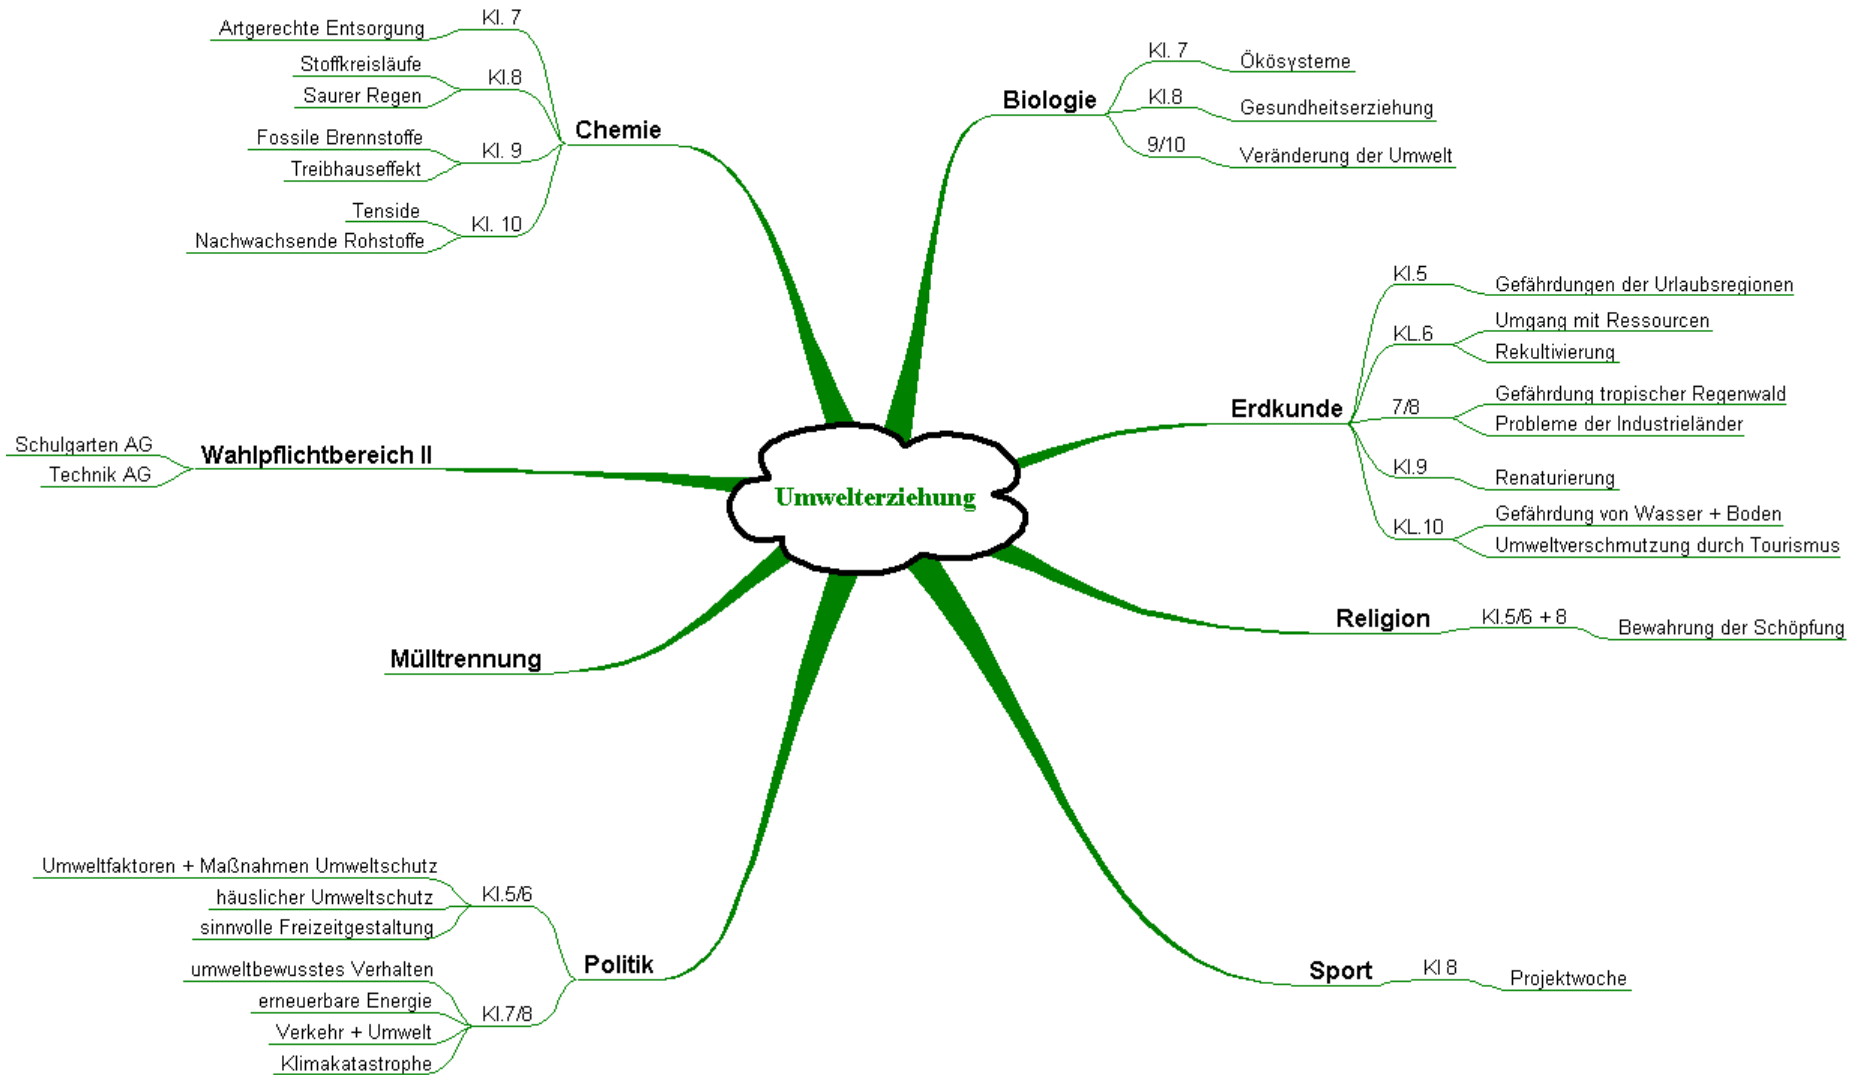 Umwelterziehung
Chemie
Kl. 7
Artgerechte Entsorgung
Kl.8
Stoffkreisläufe
Saurer Regen
Kl. 9
Fossile Brennstoffe
Treibhauseffekt
Kl. 10
Tenside
Nachwachsende Rohstoffe
Biologie
Kl. 7
Ökösysteme
Kl.8
Gesundheitserziehung
9/10
Veränderung der Umwelt
Erdkunde
Kl.5
Gefährdungen der Urlaubsregionen
KL.6
Umgang mit Ressourcen
Rekultivierung
7/8
Gefährdung tropischer Regenwald
Probleme der Industrieländer
Kl.9
Renaturierung
KL.10
Gefährdung von Wasser + Boden
Umweltverschmutzung durch Tourismus
Religion
Kl.5/6 + 8
Bewahrung der Schöpfung
Sport
Kl 8
Projektwoche
Politik
Kl.5/6
Umweltfaktoren + Maßnahmen Umweltschutz
häuslicher Umweltschutz
sinnvolle Freizeitgestaltung
Kl.7/8
umweltbewusstes Verhalten
erneuerbare Energie
Verkehr + Umwelt
Klimakatastrophe
Mülltrennung
Wahlpflichtbereich II
Schulgarten AG
Technik AG